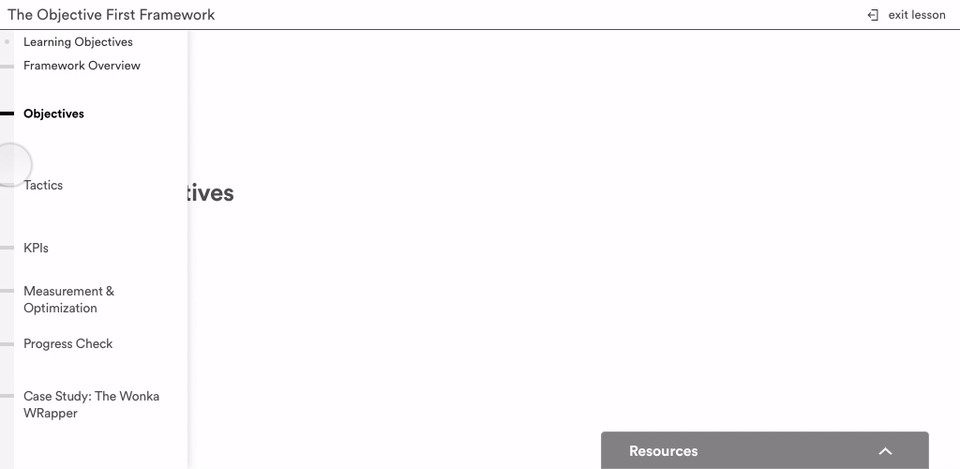 The Objective First Framework
exit lesson
Learning Objectives
Framework Overview
Objectives
Tactics
tives
KPIs
Measurement &
Optimization
Progress Check
Case Study: The Wonka
WRapper
Resources